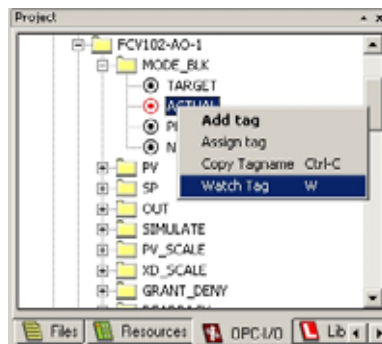 Project
FCV102-AO-1
MODE_BLK
TARGET
ACTUAL
Add tag
Assign tag
Copy Tagname Ctrl-C
Watch Tag W
PV
SP
OUT
SIMULATE
PV_SCALE
XD_SCALE
GRANT_DENY
Files Resources OPC-I/O Lib